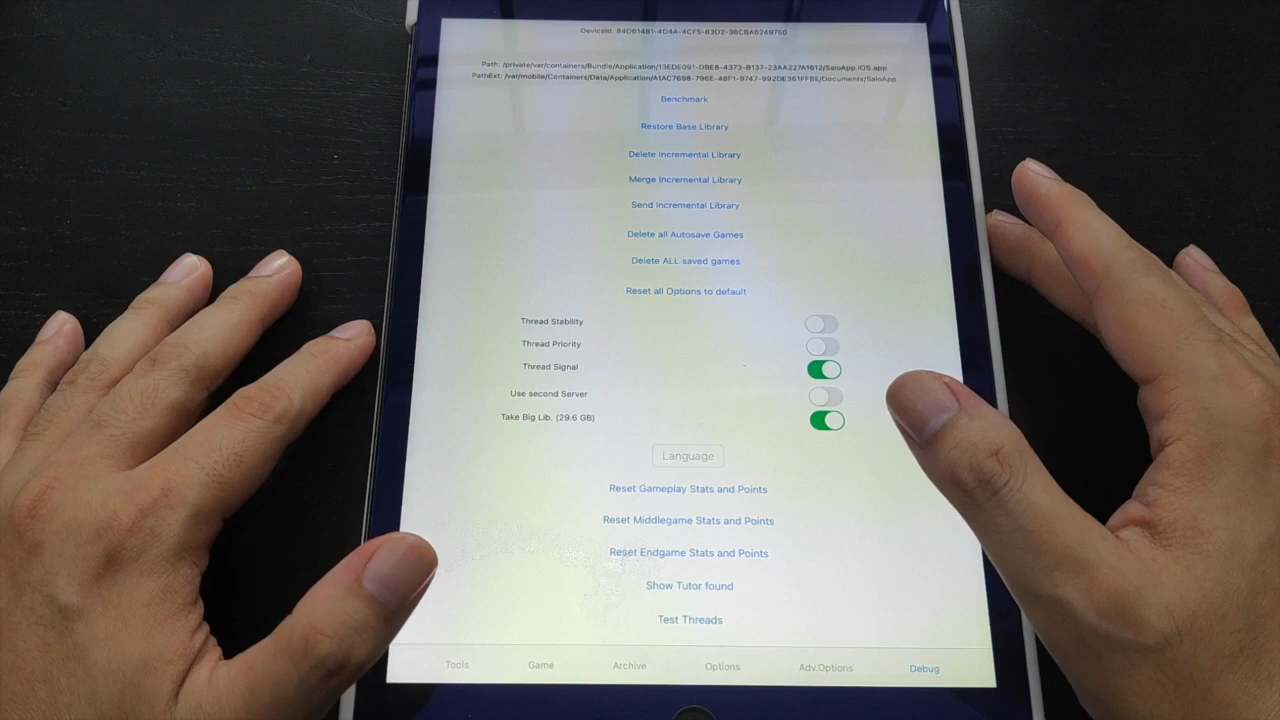 DeviceId: 84D61481-4D4A-4CF5-83D2-36CBA6249750
Path: /private/var/containers/Bundle/Application/13EDE091-DBE8-4373-B137-23AA227A1612/SaioApp.iOS.app
PathExt: /var/mobile/Containers/Data/Application/A1AC7698-796E-48F1-9747-992DE361FFBE/Documents/SaioApp
Benchmark
Restore Base Library
Delete Incremental Library
Merge Incremental Library
Send Incremental Library
Delete all Autosave Games
Delete ALL saved games
Reset all Options to default
Thread Stability
Thread Priority
Thread Signal
Use second Server
Take Big Lib. (29.6 GB)
Language
Reset Gameplay Stats and Points
Reset Middlegame Stats and Points
Reset Endgame Stats and Points
Show Tutor found
Test Threads
Tools Game Archive Options Adv.Options Debug